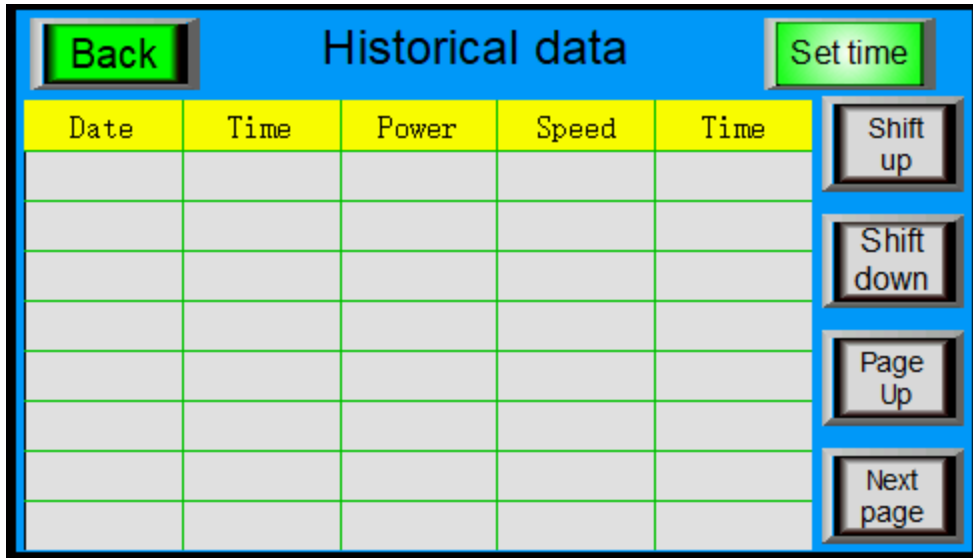 Back
Historical data
Set time
Date Time Power Speed Time
Shift
up
Shift
down
Page
Up
Next
page